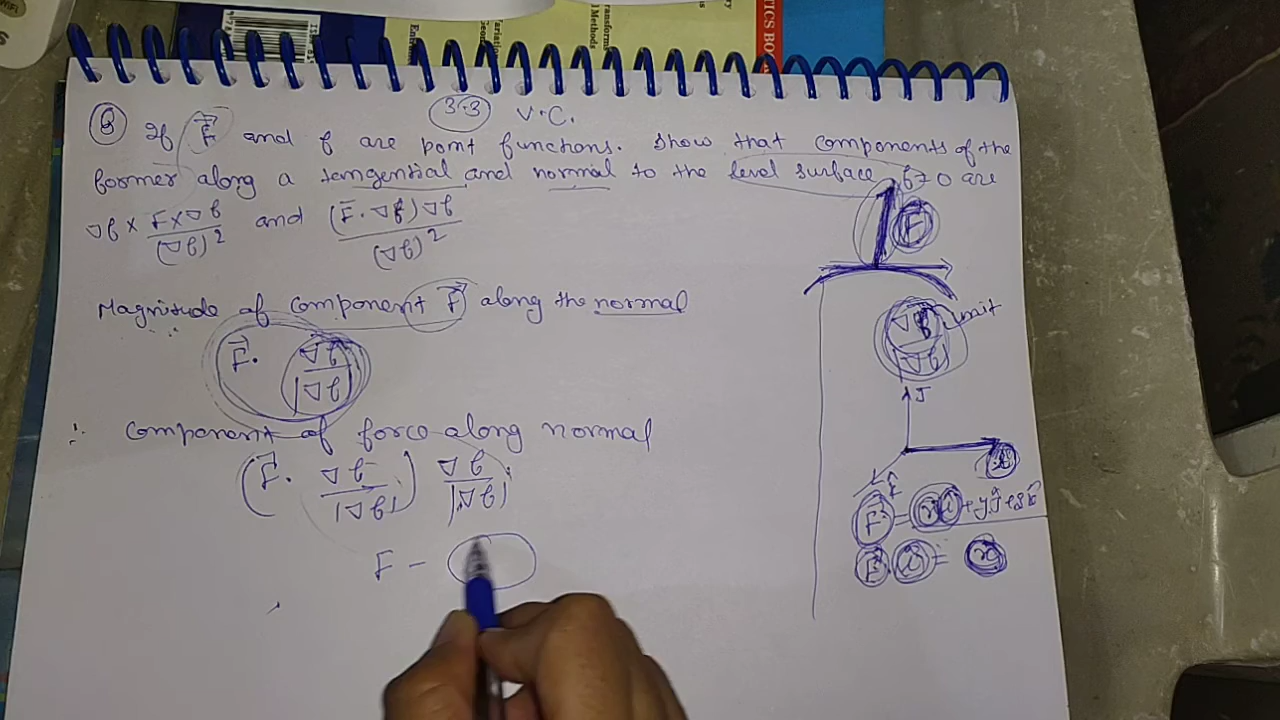 3.3 V.C.
Q If F⃗ and f are point functions. Show that components of the
former along a tangential and normal to the level surface f=0 are
∇f × F×∇f/(∇f)² and (F̄.∇f)∇f/(∇f)²
Magnitude of component F⃗ along the normal
F⃗. ∇f/|∇f|
∴ Component of force along normal
(F⃗. ∇f/|∇f|) ∇f/|∇f|
F -
F
∇f/|∇f| unit
J